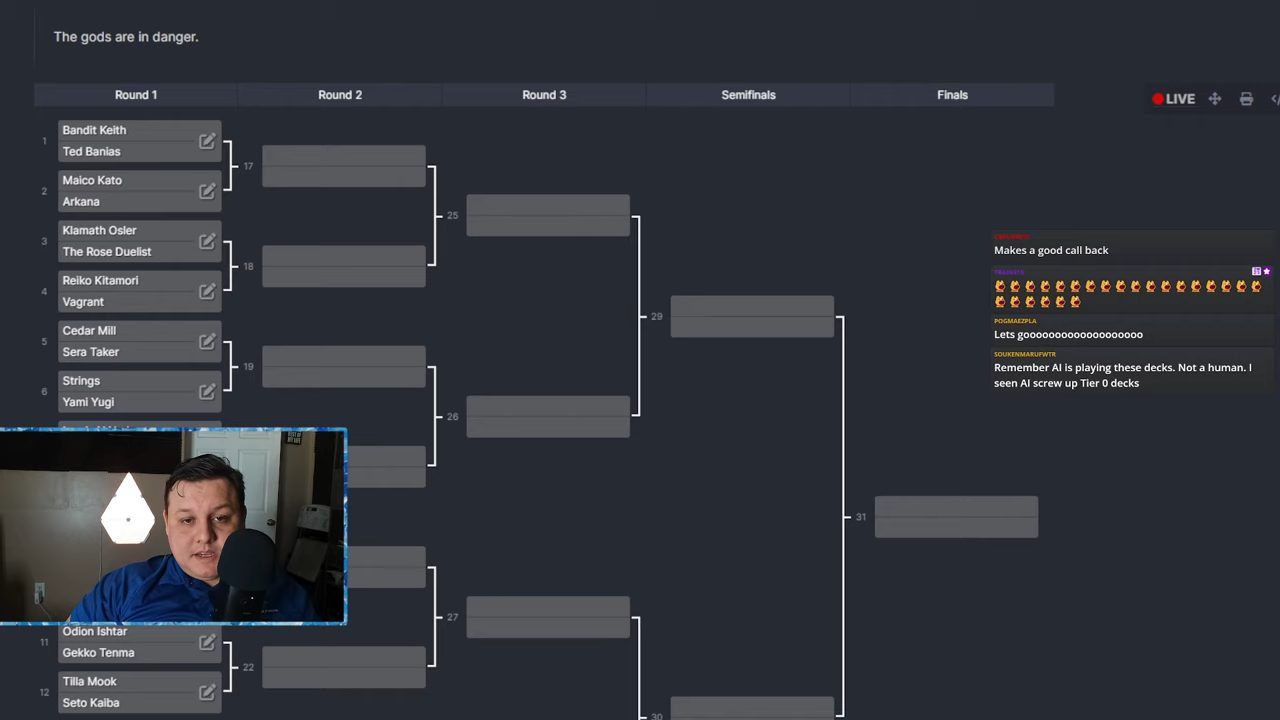 The gods are in danger.
Round 1
Round 2
Round 3
Semifinals
Finals
LIVE
1
Bandit Keith
Ted Banias
2
Maico Kato
Arkana
17
3
Klamath Osler
The Rose Duelist
4
Reiko Kitamori
Vagrant
18
25
5
Cedar Mill
Sera Taker
6
Strings
Yami Yugi
19
26
29
31
27
11
Odion Ishtar
Gekko Tenma
12
Tilla Mook
Seto Kaiba
22
30
Makes a good call back
POGMAEZPLA
Lets gooooooooooooooooooo
SOUKENMARUFWTR
Remember AI is playing these decks. Not a human. I
seen AI screw up Tier 0 decks